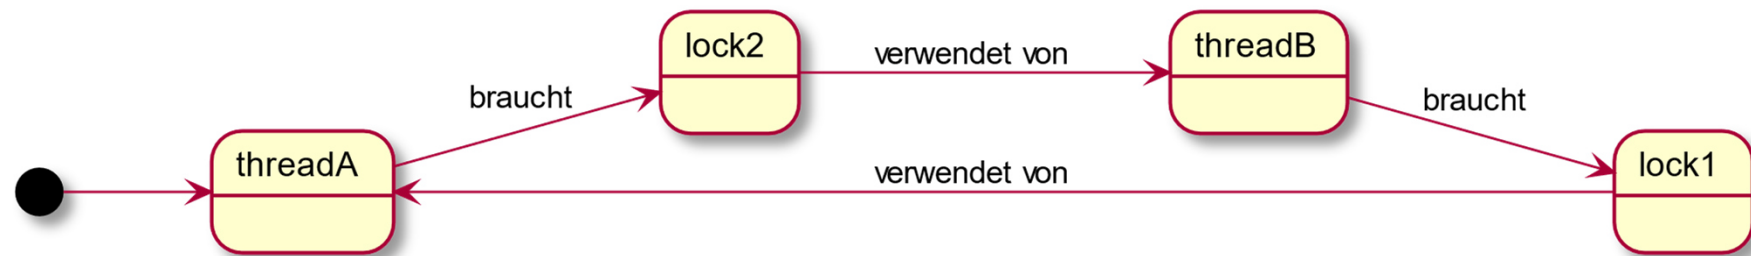 lock2
verwendet von
threadB
braucht
braucht
threadA
verwendet von
lock1